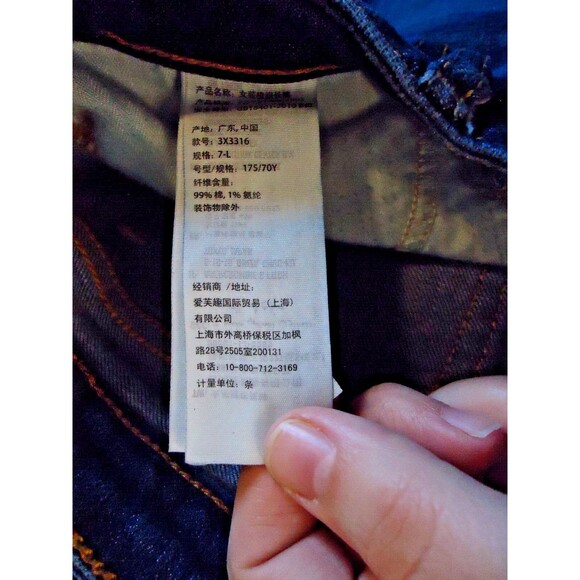 产品名称:
产地: 广东, 中国
款号: 3X3316
规格: 7-L
号型/规格: 175/70Y
纤维含量:
99% 棉, 1% 氨纶
装饰物除外
经销商 /地址:
爱芙趣国际贸易 (上海)
有限公司
上海市外高桥保税区加枫
路28号2505室200131
电话: 10-800-712-3169
计量单位: 条